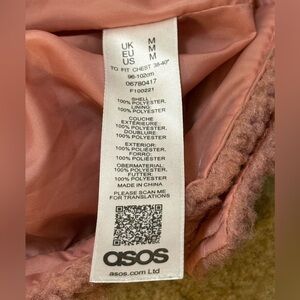 UK M
EU M
US M
TO FIT CHEST 38-40"
96-102cm
06780417
F100221
SHELL:
100% POLYESTER,
LINING:
100% POLYESTER
COUCHE
EXTÉRIEURE:
100% POLYESTER,
DOUBLURE:
100% POLYESTER
EXTERIOR:
100% POLIÉSTER,
FORRO:
100% POLIÉSTER
OBERMATERIAL:
100% POLYESTER,
FUTTER:
100% POLYESTER
MADE IN CHINA
PLEASE SCAN ME
FOR TRANSLATIONS
asos
asos.com Ltd